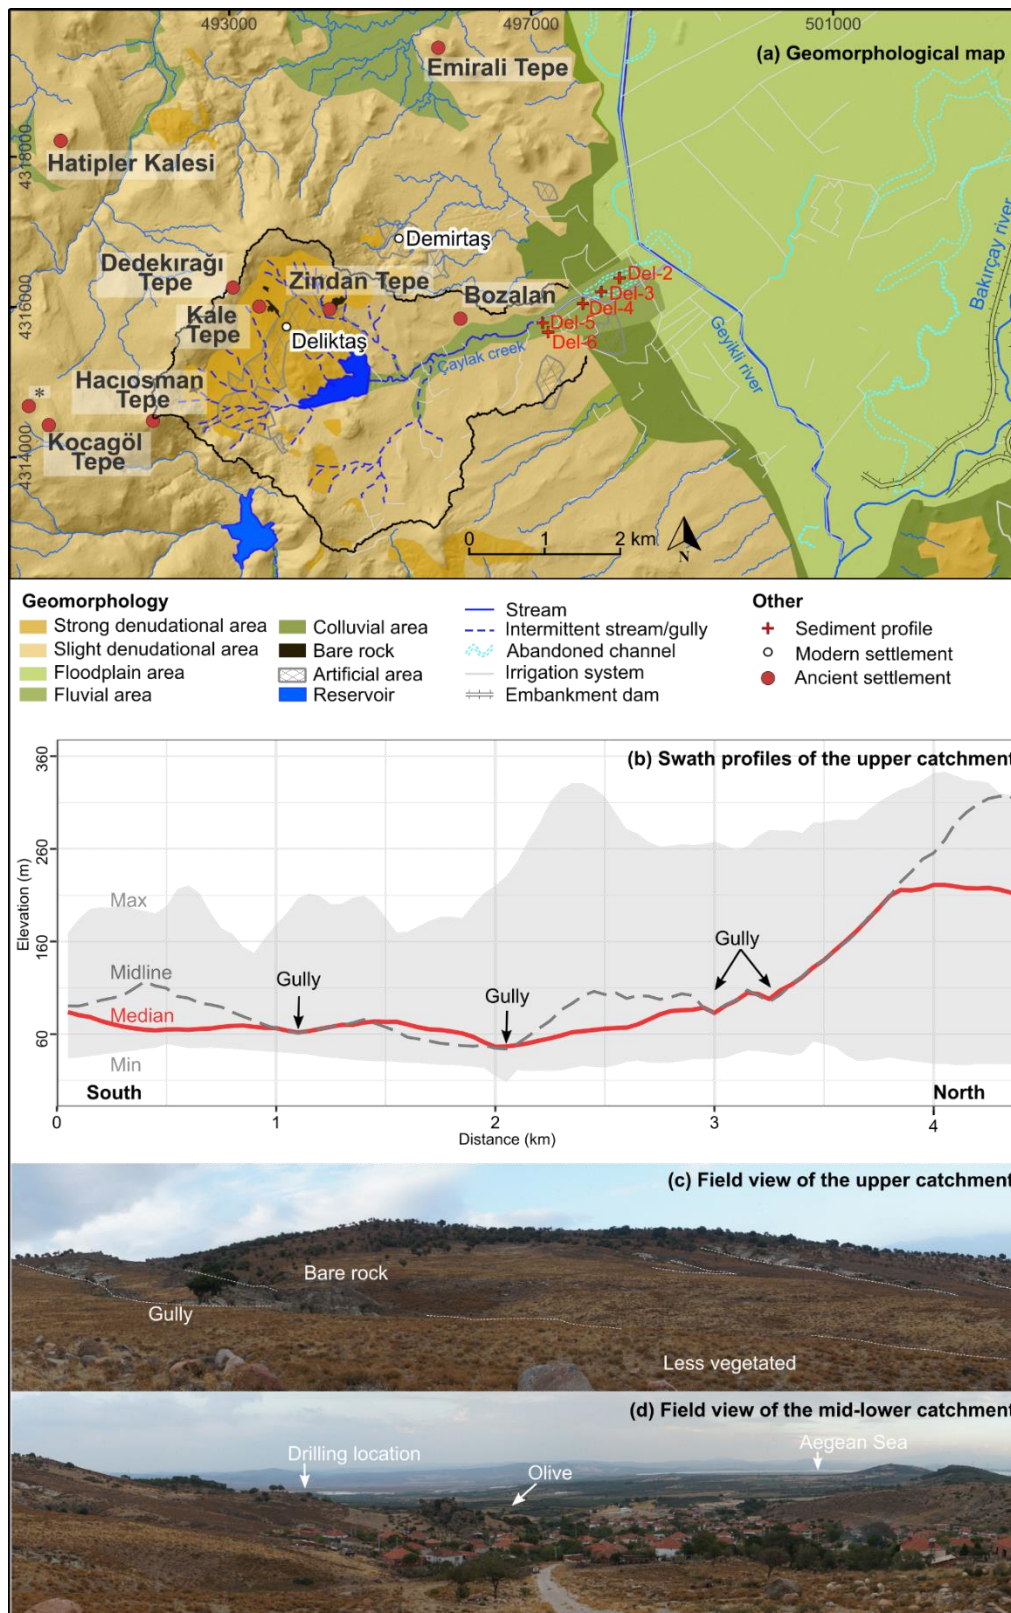 493000
497000
501000
(a) Geomorphological map
Emirali Tepe
4318000
Hatipler Kalesi
Demirtaş
Dedekırağı
Tepe
Zindan Tepe
Bozalan
Del-2
Del-3
Del-4
Del-5
Del-6
4316000
Kale
Tepe
Deliktaş
Çaylak creek
Geyikli river
Bakırçay river
Hacıosman
Tepe
*
Kocagöl
Tepe
4314000
0 1 2 km
N
Geomorphology
Strong denudational area
Slight denudational area
Floodplain area
Fluvial area
Colluvial area
Bare rock
Artificial area
Reservoir
Stream
Intermittent stream/gully
Abandoned channel
Irrigation system
Embankment dam
Other
Sediment profile
Modern settlement
Ancient settlement
(b) Swath profiles of the upper catchment
360
260
160
60
Elevation (m)
Max
Midline
Median
Min
Gully
Gully
Gully
South
North
0 1 2 3 4
Distance (km)
(c) Field view of the upper catchment
Bare rock
Gully
Less vegetated
(d) Field view of the mid-lower catchment
Drilling location
Olive
Aegean Sea